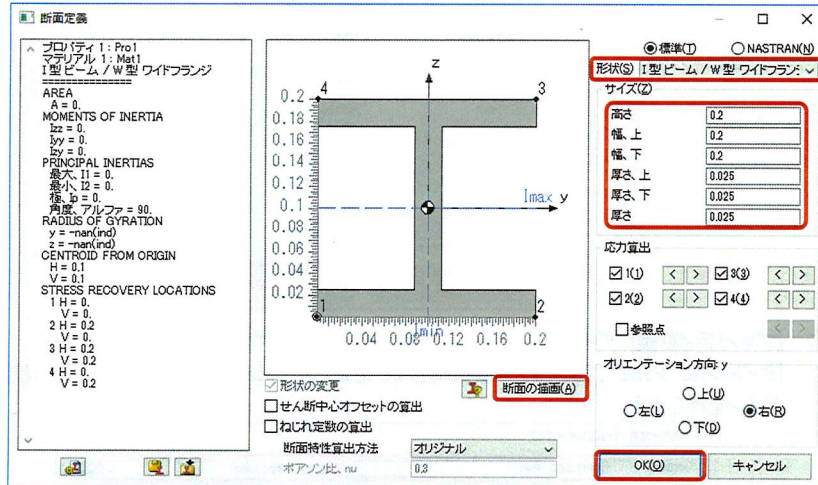 断面定義
プロパティ 1 : Pro1
マテリアル 1 : Mat1
I 型 ビーム / W 型 ワイドフランジ
===============
AREA
A = 0.
MOMENTS OF INERTIA
Izz = 0.
Iyy = 0.
Izy = 0.
PRINCIPAL INERTIAS
最大、I1 = 0.
最小、I2 = 0.
極、Ip = 0.
角度、アルファ = 90.
RADIUS OF GYRATION
y = -nan(ind)
z = -nan(ind)
CENTROID FROM ORIGIN
H = 0.1
V = 0.1
STRESS RECOVERY LOCATIONS
1 H = 0.
V = 0.
2 H = 0.2
V = 0.
3 H = 0.2
V = 0.2
4 H = 0.
V = 0.2
z
4
3
0.2
0.18
0.16
0.14
0.12
0.1
0.08
0.06
0.04
0.02
Imax y
1
2
Imin
0.04 0.08 0.12 0.16 0.2
形状の変更
断面の描画(A)
せん断中心オフセットの算出
ねじれ定数の算出
断面特性算出方法 オリジナル
ポアソン比、nu 0.3
標準(T) NASTRAN(N)
形状(S) I 型 ビーム / W 型 ワイドフランジ
サイズ(Z)
高さ 0.2
幅、上 0.2
幅、下 0.2
厚さ、上 0.025
厚さ、下 0.025
厚さ 0.025
応力算出
1(1) < > 3(3) < >
2(2) < > 4(4) < >
参照点 < >
オリエンテーション方向: y
上(U)
左(L) 右(R)
下(D)
OK(O) キャンセル